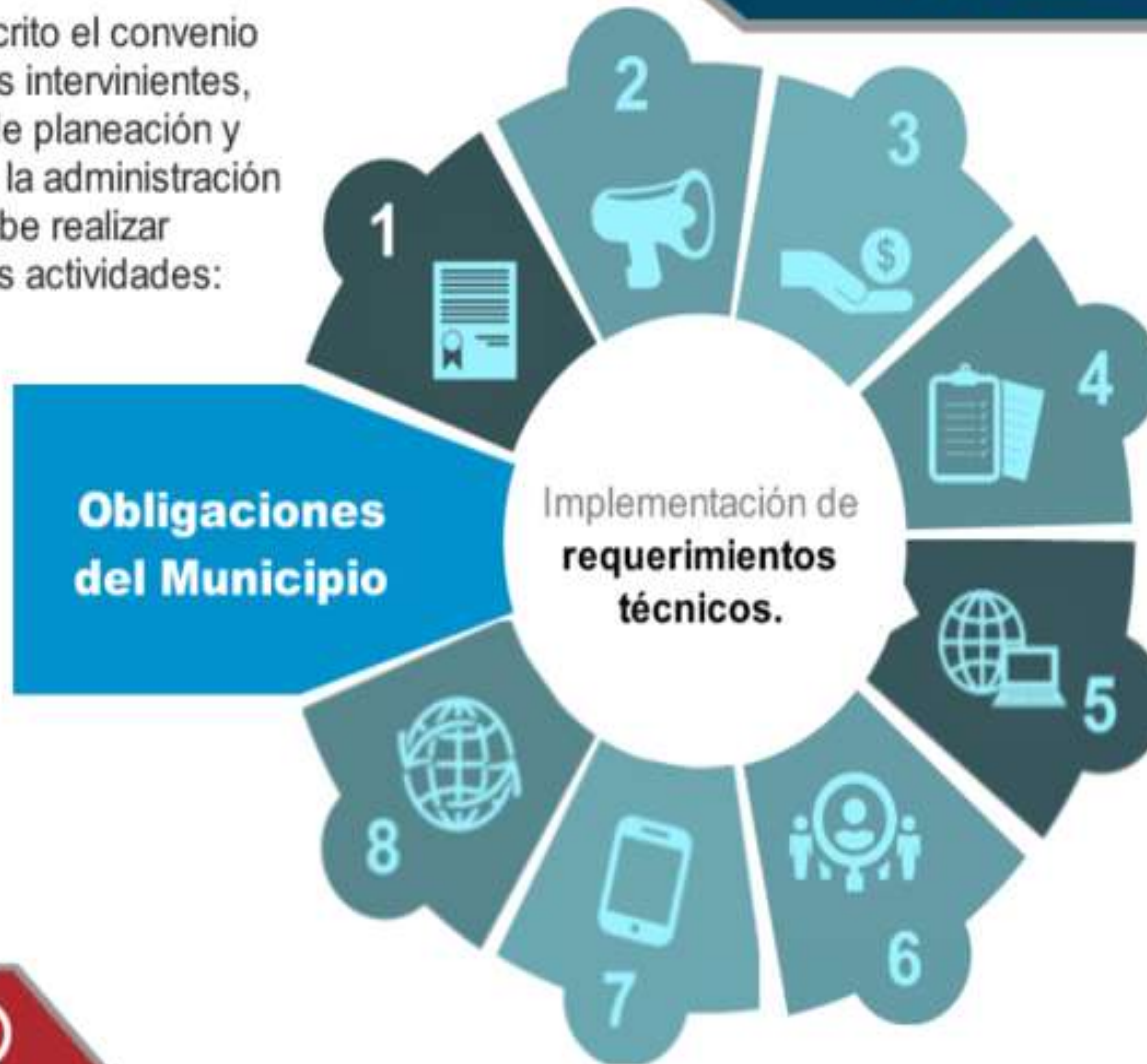 crito el convenio
s intervinientes,
de planeación y
la administración
be realizar
s actividades:
1
2
3
$
4
5
6
7
8
Obligaciones
del Municipio
Implementación de
requerimientos
técnicos.